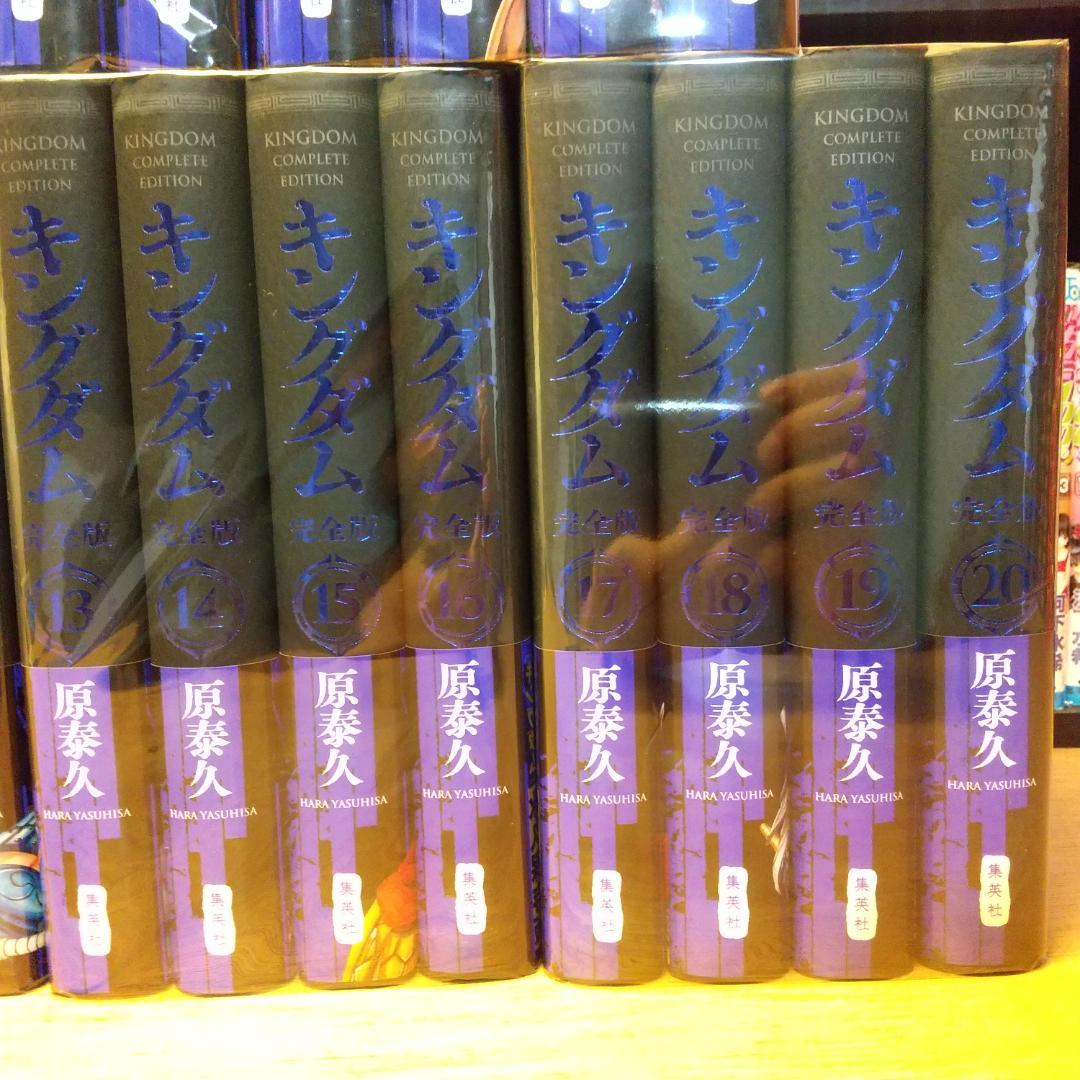 KINGDOM
COMPLETE
EDITION
キングダム
完全版
13
原泰久
HARA YASUHISA
集英社
KINGDOM
COMPLETE
EDITION
キングダム
完全版
14
原泰久
HARA YASUHISA
集英社
KINGDOM
COMPLETE
EDITION
キングダム
完全版
15
原泰久
HARA YASUHISA
集英社
KINGDOM
COMPLETE
EDITION
キングダム
完全版
16
原泰久
HARA YASUHISA
集英社
KINGDOM
COMPLETE
EDITION
キングダム
完全版
17
原泰久
HARA YASUHISA
集英社
KINGDOM
COMPLETE
EDITION
キングダム
完全版
18
原泰久
HARA YASUHISA
集英社
KINGDOM
COMPLETE
EDITION
キングダム
完全版
19
原泰久
HARA YASUHISA
集英社
KINGDOM
COMPLETE
EDITION
キングダム
完全版
20
原泰久
HARA YASUHISA
集英社